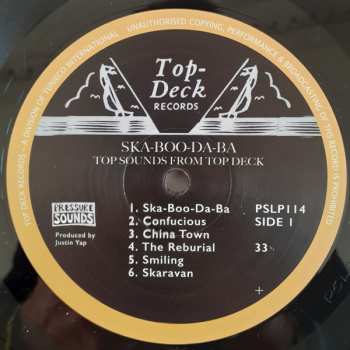 TOP DECK RECORDS - A DIVISION OF TUNECO INTERNATIONAL - UNAUTHORISED COPYING, PERFORMANCE & BROADCASTING OF THIS RECORD IS PROHIBITED
Top-
Deck
RECORDS
SKA-BOO-DA-BA
TOP SOUNDS FROM TOP DECK
1. Ska-Boo-Da-Ba
2. Confucious
3. China Town
4. The Reburial
5. Smiling
6. Skaravan
PSLP114
SIDE 1
33
PRESSURE
SOUNDS
Produced by
Justin Yap